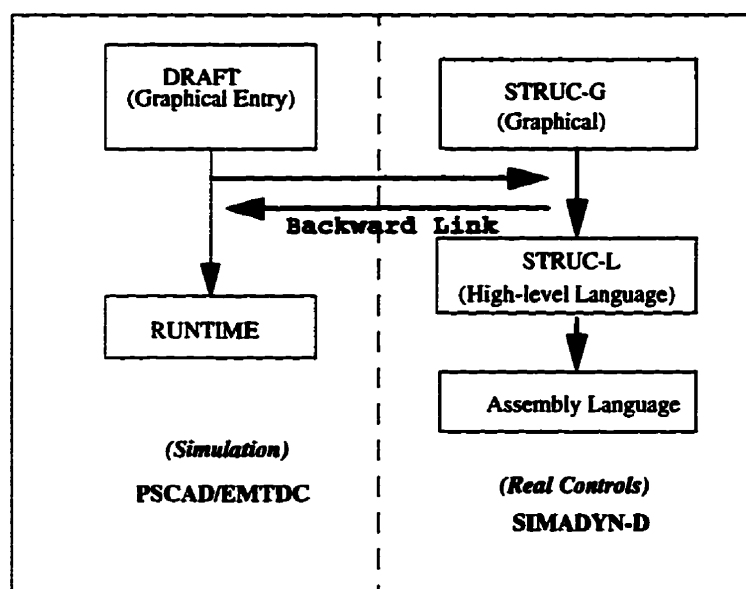 DRAFT
(Graphical Entry)
STRUC-G
(Graphical)
Backward Link
STRUC-L
(High-level Language)
RUNTIME
Assembly Language
(Simulation)
PSCAD/EMTDC
(Real Controls)
SIMADYN-D